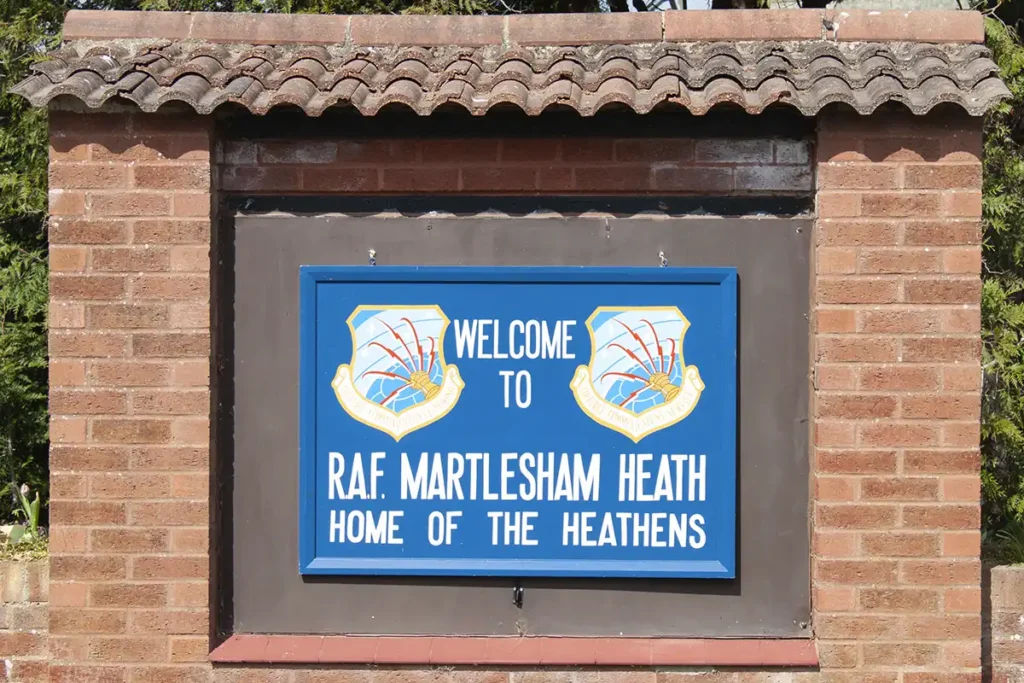 WELCOME
TO
R.A.F. MARTLESHAM HEATH
HOME OF THE HEATHENS